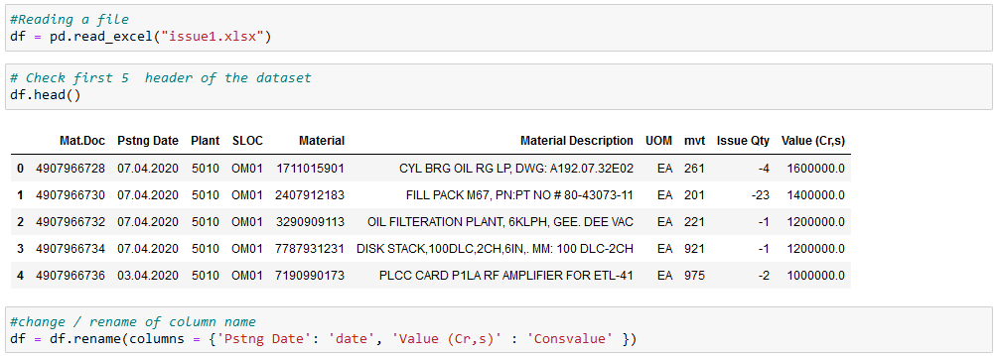 #Reading a file
df = pd.read_excel("issue1.xlsx")
# Check first 5  header of the dataset
df.head()
Mat.Doc Pstng Date Plant SLOC Material Material Description UOM mvt Issue Qty Value (Cr,s)
0 4907966728 07.04.2020 5010 OM01 1711015901 CYL BRG OIL RG LP, DWG: A192.07.32E02 EA 261 -4 1600000.0
1 4907966730 07.04.2020 5010 OM01 2407912183 FILL PACK M67, PN:PT NO # 80-43073-11 EA 201 -23 1400000.0
2 4907966732 07.04.2020 5010 OM01 3290909113 OIL FILTERATION PLANT, 6KLPH, GEE. DEE VAC EA 221 -1 1200000.0
3 4907966734 07.04.2020 5010 OM01 7787931231 DISK STACK,100DLC,2CH,6IN,. MM: 100 DLC-2CH EA 921 -1 1200000.0
4 4907966736 03.04.2020 5010 OM01 7190990173 PLCC CARD P1LA RF AMPLIFIER FOR ETL-41 EA 975 -2 1000000.0
#change / rename of column name
df = df.rename(columns = {'Pstng Date': 'date', 'Value (Cr,s)' : 'Consvalue' })